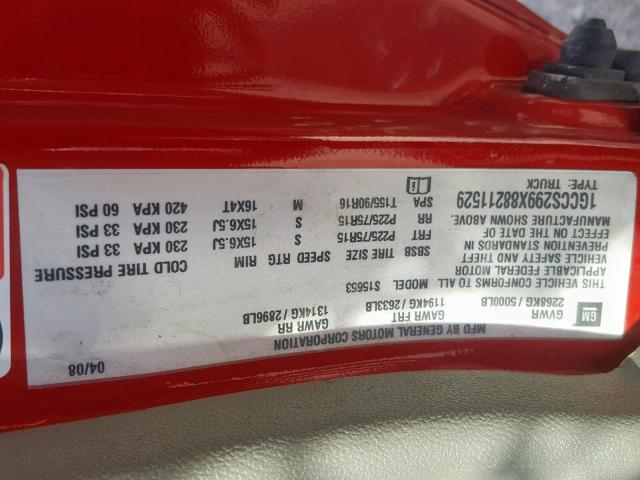 MFD BY GENERAL MOTORS CORPORATION
04/08
GM
GVWR
GAWR FRT
GAWR RR
2268KG / 5000LB
1194KG / 2633LB
1314KG / 2896LB
THIS VEHICLE CONFORMS TO ALL
MODEL S15653
APPLICABLE FEDERAL MOTOR
VEHICLE SAFETY AND THEFT
PREVENTION STANDARDS IN
EFFECT ON THE DATE OF
MANUFACTURE SHOWN ABOVE.
1GCCS299X88211529
TYPE: TRUCK
SBSB TIRE SIZE SPEED RTG RIM COLD TIRE PRESSURE
FRT P225/75R15 S 15X6.5J 230 KPA 33 PSI
RR P225/75R15 S 15X6.5J 230 KPA 33 PSI
SPA T155/90R16 M 16X4T 420 KPA 60 PSI